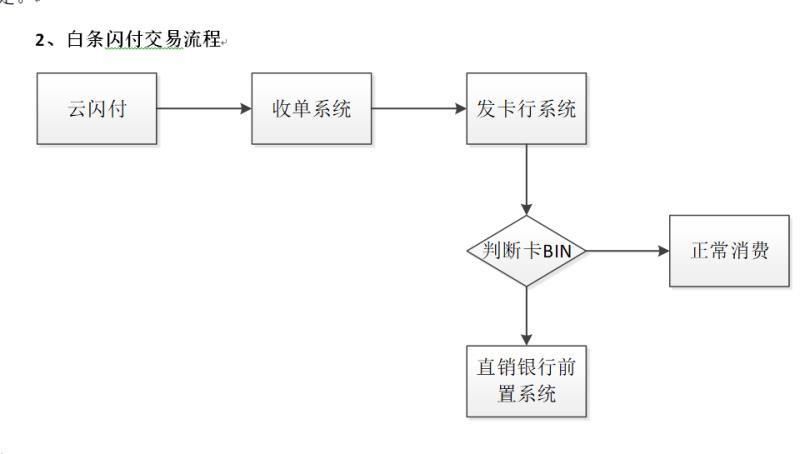 2、白条闪付交易流程
云闪付
收单系统
发卡行系统
判断卡BIN
正常消费
直销银行前
置系统